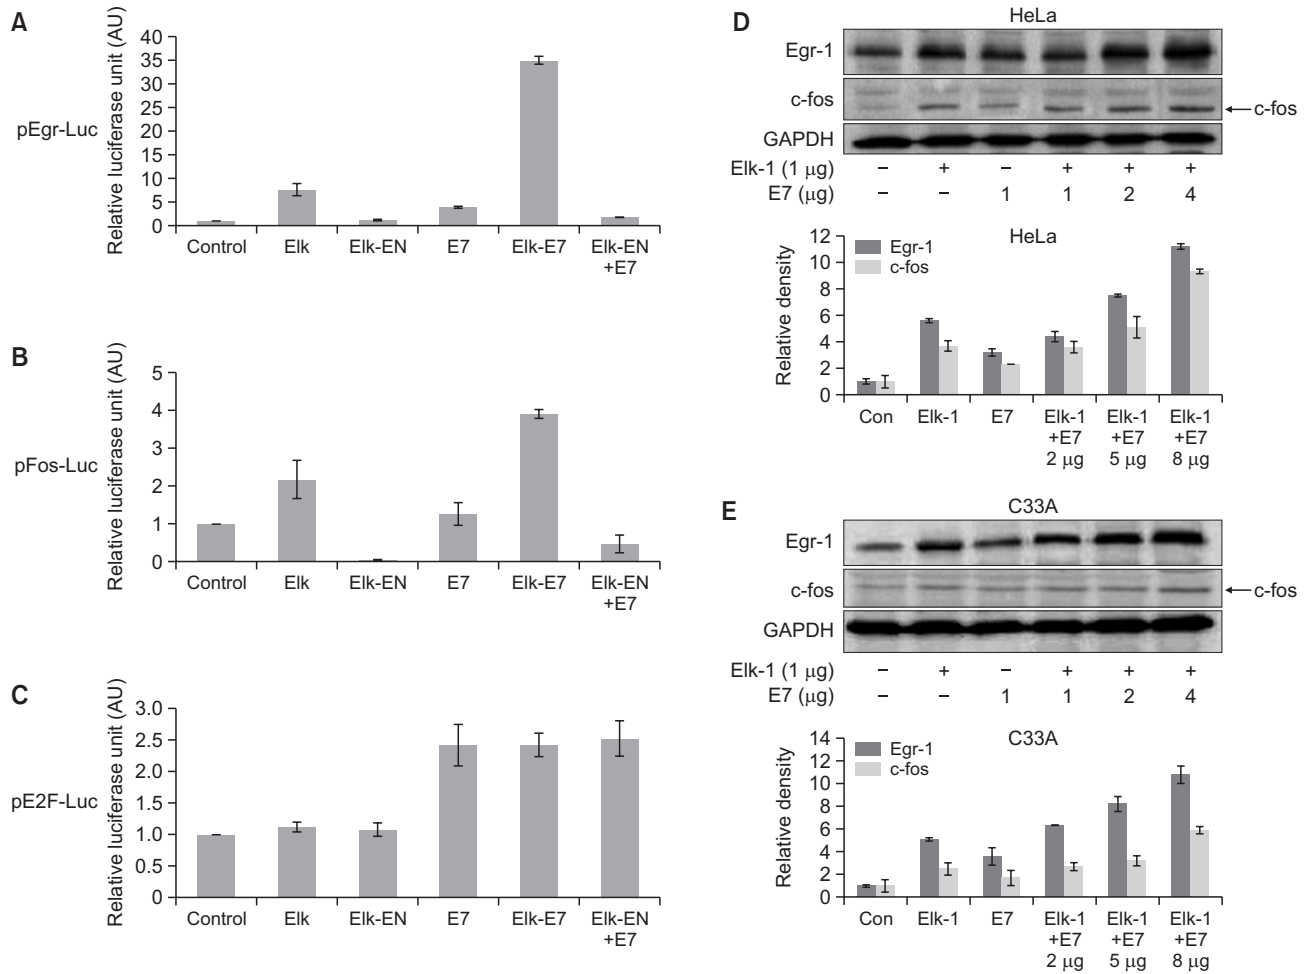 A
Relative luciferase unit (AU)
pEgr-Luc
40
35
30
25
20
15
10
5
0
Control Elk Elk-EN E7 Elk-E7 Elk-EN
+E7
B
Relative luciferase unit (AU)
pFos-Luc
5
4
3
2
1
0
Control Elk Elk-EN E7 Elk-E7 Elk-EN
+E7
C
Relative luciferase unit (AU)
pE2F-Luc
3.0
2.5
2.0
1.5
1.0
0.5
0
Control Elk Elk-EN E7 Elk-E7 Elk-EN
+E7
D
HeLa
Egr-1
c-fos
c-fos
GAPDH
Elk-1 (1 μg) – + – + + +
E7 (μg) – – 1 1 2 4
HeLa
Egr-1
c-fos
Relative density
12
10
8
6
4
2
0
Con Elk-1 E7 Elk-1 Elk-1 Elk-1
+E7 +E7 +E7
2 μg 5 μg 8 μg
E
C33A
Egr-1
c-fos
c-fos
GAPDH
Elk-1 (1 μg) – + – + + +
E7 (μg) – – 1 1 2 4
C33A
Egr-1
c-fos
Relative density
14
12
10
8
6
4
2
0
Con Elk-1 E7 Elk-1 Elk-1 Elk-1
+E7 +E7 +E7
2 μg 5 μg 8 μg